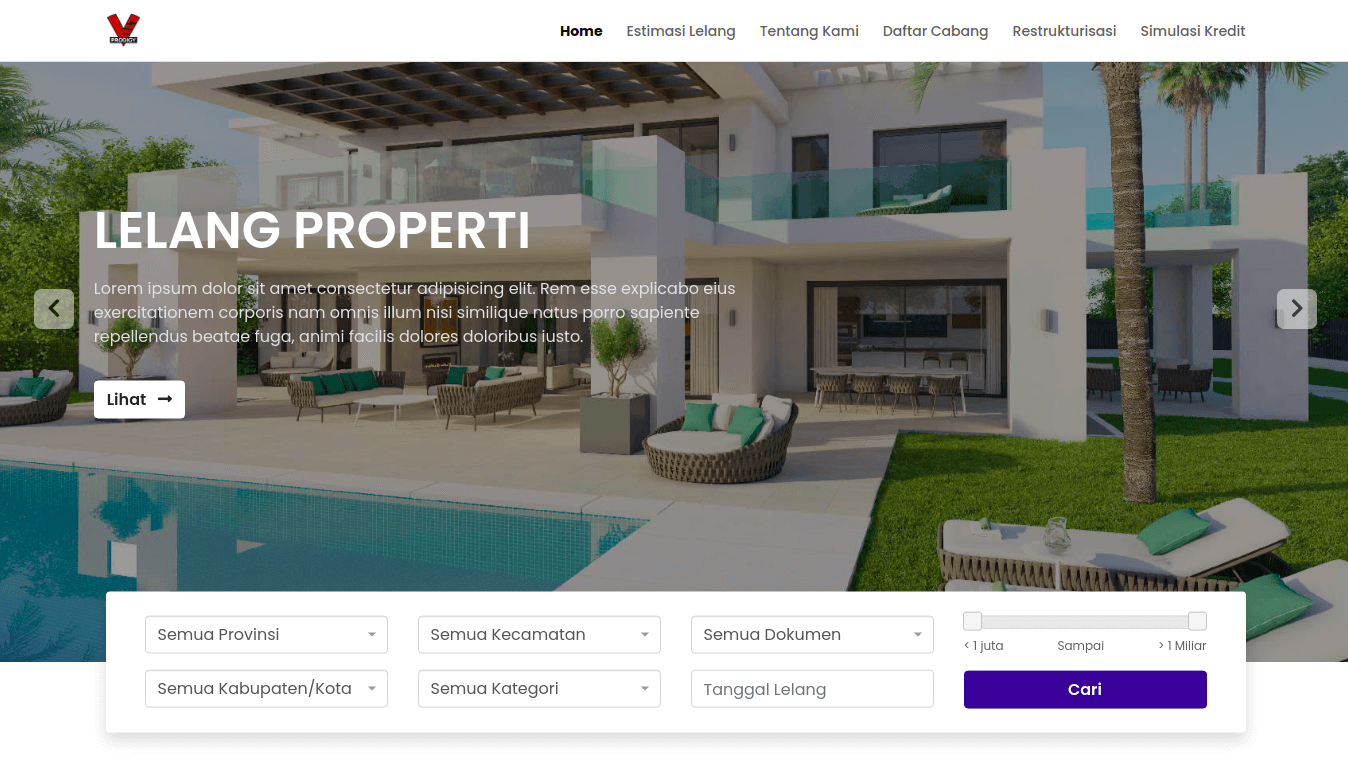 PRODIGY
Home
Estimasi Lelang
Tentang Kami
Daftar Cabang
Restrukturisasi
Simulasi Kredit
LELANG PROPERTI
Lorem ipsum dolor sit amet consectetur adipisicing elit. Rem esse explicabo eius
exercitationem corporis nam omnis illum nisi similique natus porro sapiente
repellendus beatae fuga, animi facilis dolores doloribus iusto.
Lihat
Semua Provinsi
Semua Kecamatan
Semua Dokumen
< 1 juta
Sampai
> 1 Miliar
Semua Kabupaten/Kota
Semua Kategori
Tanggal Lelang
Cari